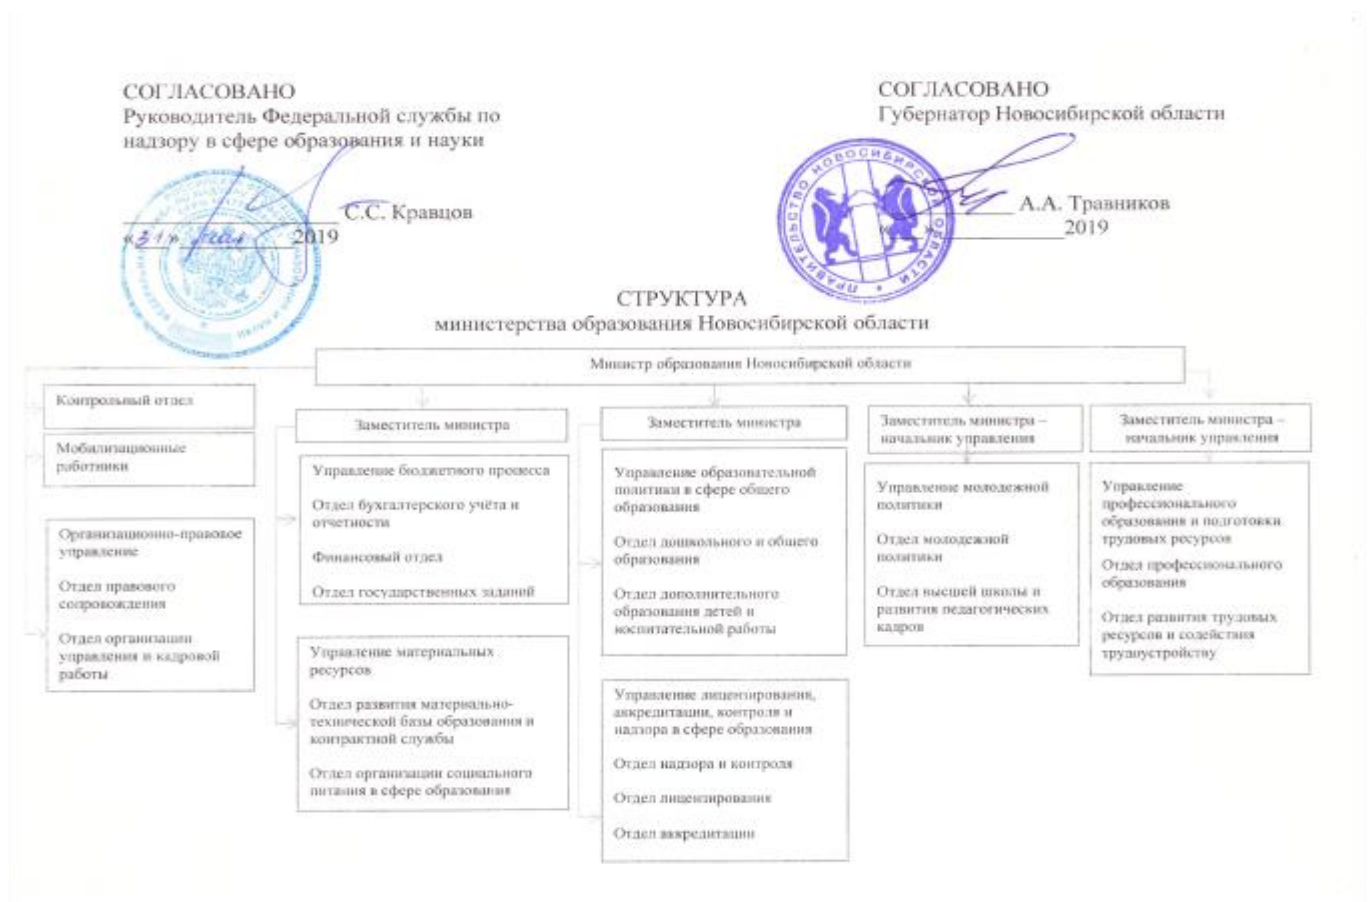 СОГЛАСОВАНО
Руководитель Федеральной службы по
надзору в сфере образования и науки
С.С. Кравцов
«31» мая 2019
СОГЛАСОВАНО
Губернатор Новосибирской области
А.А. Травников
« » 2019
ПРАВИТЕЛЬСТВО НОВОСИБИРСКОЙ ОБЛАСТИ
СТРУКТУРА
министерства образования Новосибирской области
Министр образования Новосибирской области
Контрольный отдел
Мобилизационные
работники
Организационно-правовое
управление
Отдел правового
сопровождения
Отдел организации
управления и кадровой
работы
Заместитель министра
Управление бюджетного процесса
Отдел бухгалтерского учёта и
отчетности
Финансовый отдел
Отдел государственных заданий
Управление материальных
ресурсов
Отдел развития материально-
технической базы образования и
контрактной службы
Отдел организации социального
питания в сфере образования
Заместитель министра
Управление образовательной
политики в сфере общего
образования
Отдел дошкольного и общего
образования
Отдел дополнительного
образования детей и
воспитательной работы
Управление лицензирования,
аккредитации, контроля и
надзора в сфере образования
Отдел надзора и контроля
Отдел лицензирования
Отдел аккредитации
Заместитель министра –
начальник управления
Управление молодежной
политики
Отдел молодежной
политики
Отдел высшей школы и
развития педагогических
кадров
Заместитель министра –
начальник управления
Управление
профессионального
образования и подготовки
трудовых ресурсов
Отдел профессионального
образования
Отдел развития трудовых
ресурсов и содействия
трудоустройству